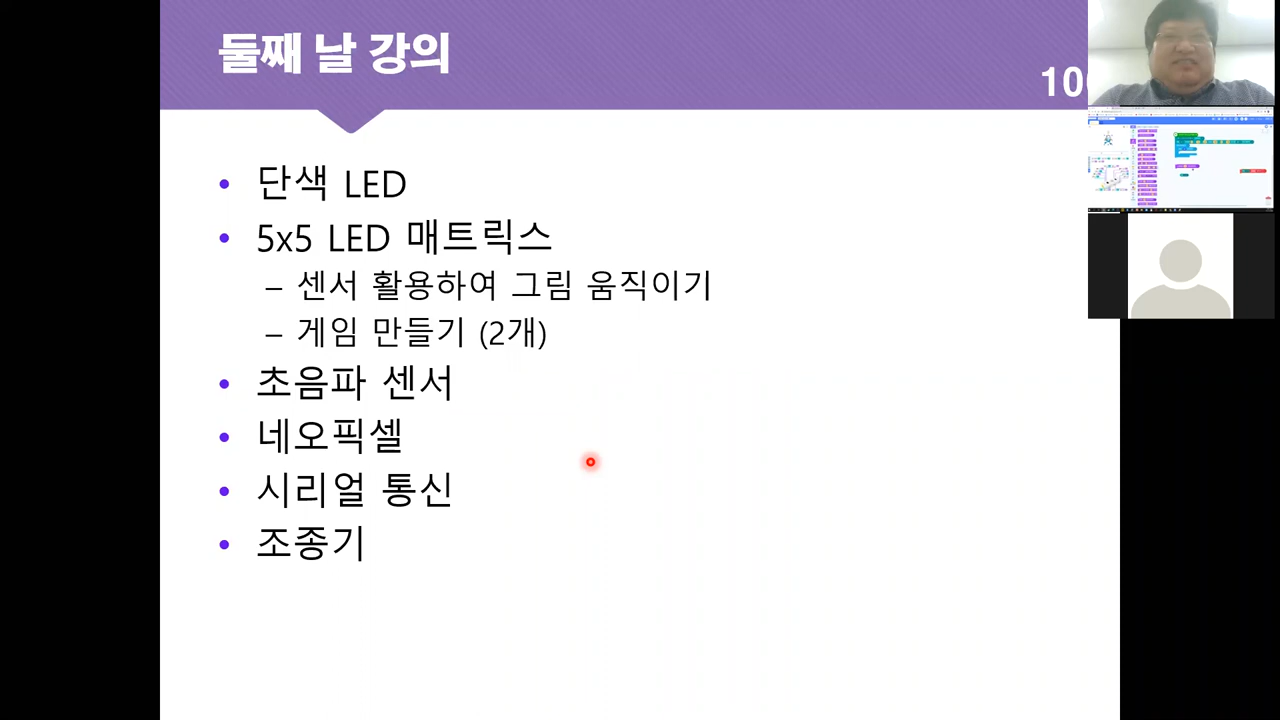 둘째 날 강의
• 단색 LED
• 5x5 LED 매트릭스
– 센서 활용하여 그림 움직이기
– 게임 만들기 (2개)
• 초음파 센서
• 네오픽셀
• 시리얼 통신
• 조종기